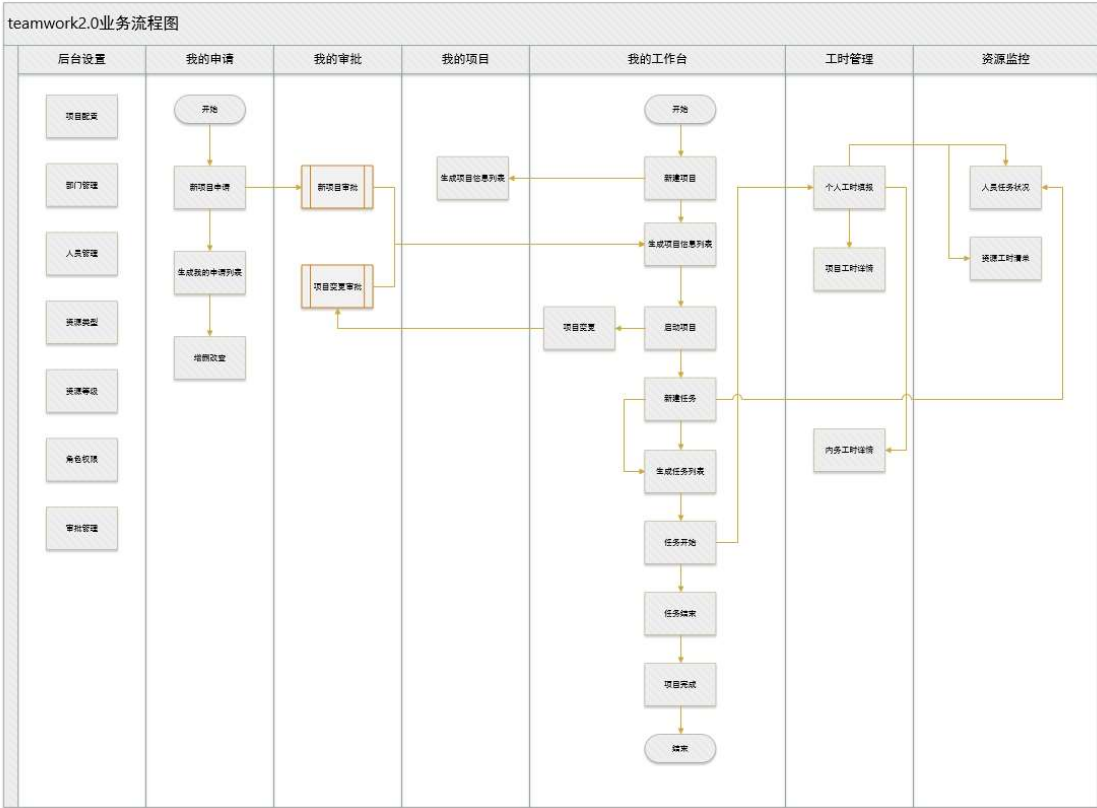 teamwork2.0业务流程图
后台设置
我的申请
我的审批
我的项目
我的工作台
工时管理
资源监控
项目配置
部门管理
人员管理
资源类型
资源等级
角色权限
审批管理
开始
新项目申请
生成我的申请列表
增删改查
新项目审批
项目变更审批
生成项目信息列表
开始
新建项目
生成项目信息列表
项目变更
启动项目
新建任务
生成任务列表
任务开始
任务结束
项目完成
结束
个人工时填报
项目工时详情
内务工时详情
人员任务状况
资源工时清单